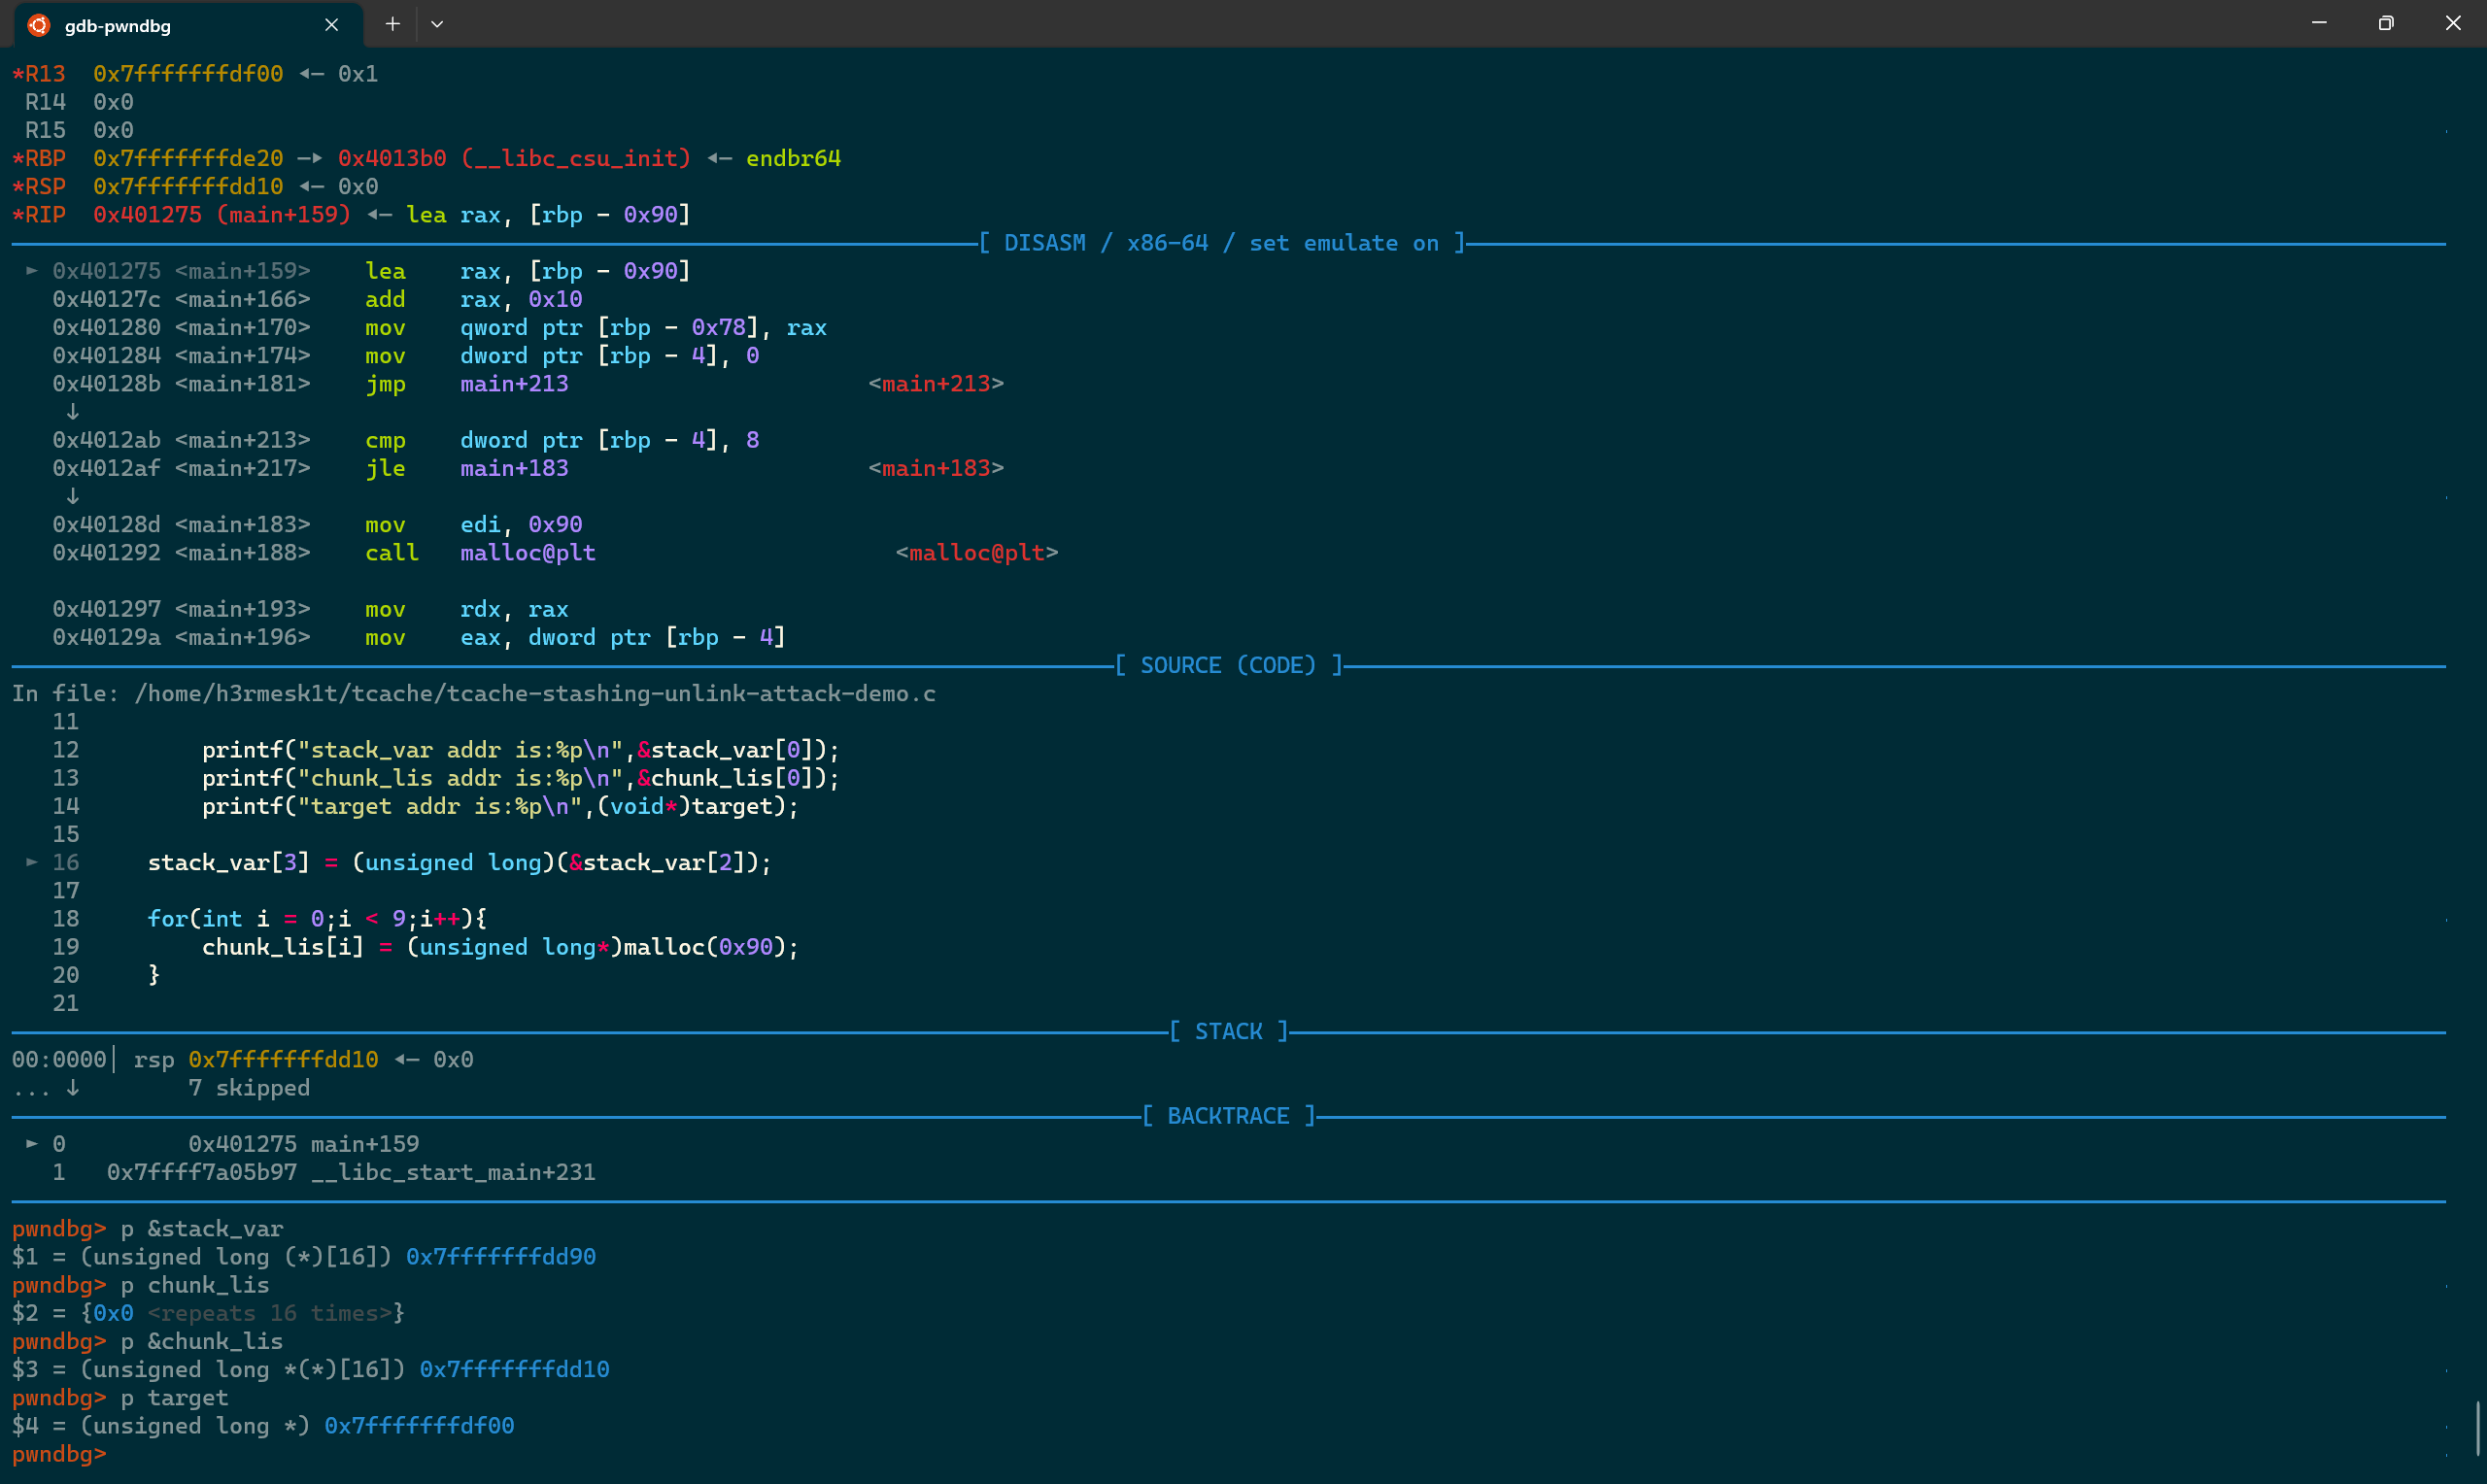 gdb-pwndbg
*R13  0x7fffffffdf00 ◂— 0x1
 R14  0x0
 R15  0x0
*RBP  0x7fffffffde20 —▸ 0x4013b0 (__libc_csu_init) ◂— endbr64
*RSP  0x7fffffffdd10 ◂— 0x0
*RIP  0x401275 (main+159) ◂— lea rax, [rbp - 0x90]
[ DISASM / x86-64 / set emulate on ]
 ► 0x401275 <main+159>    lea    rax, [rbp - 0x90]
   0x40127c <main+166>    add    rax, 0x10
   0x401280 <main+170>    mov    qword ptr [rbp - 0x78], rax
   0x401284 <main+174>    mov    dword ptr [rbp - 4], 0
   0x40128b <main+181>    jmp    main+213                      <main+213>
    ↓
   0x4012ab <main+213>    cmp    dword ptr [rbp - 4], 8
   0x4012af <main+217>    jle    main+183                      <main+183>
    ↓
   0x40128d <main+183>    mov    edi, 0x90
   0x401292 <main+188>    call   malloc@plt                      <malloc@plt>
   0x401297 <main+193>    mov    rdx, rax
   0x40129a <main+196>    mov    eax, dword ptr [rbp - 4]
[ SOURCE (CODE) ]
In file: /home/h3rmesk1t/tcache/tcache-stashing-unlink-attack-demo.c
   11
   12         printf("stack_var addr is:%p\n",&stack_var[0]);
   13         printf("chunk_lis addr is:%p\n",&chunk_lis[0]);
   14         printf("target addr is:%p\n",(void*)target);
   15
 ► 16     stack_var[3] = (unsigned long)(&stack_var[2]);
   17
   18     for(int i = 0;i < 9;i++){
   19         chunk_lis[i] = (unsigned long*)malloc(0x90);
   20     }
   21
[ STACK ]
00:0000│ rsp 0x7fffffffdd10 ◂— 0x0
... ↓        7 skipped
[ BACKTRACE ]
 ► 0         0x401275 main+159
   1   0x7ffff7a05b97 __libc_start_main+231
pwndbg> p &stack_var
$1 = (unsigned long (*)[16]) 0x7fffffffdd90
pwndbg> p chunk_lis
$2 = {0x0 <repeats 16 times>}
pwndbg> p &chunk_lis
$3 = (unsigned long *(*)[16]) 0x7fffffffdd10
pwndbg> p target
$4 = (unsigned long *) 0x7fffffffdf00
pwndbg>